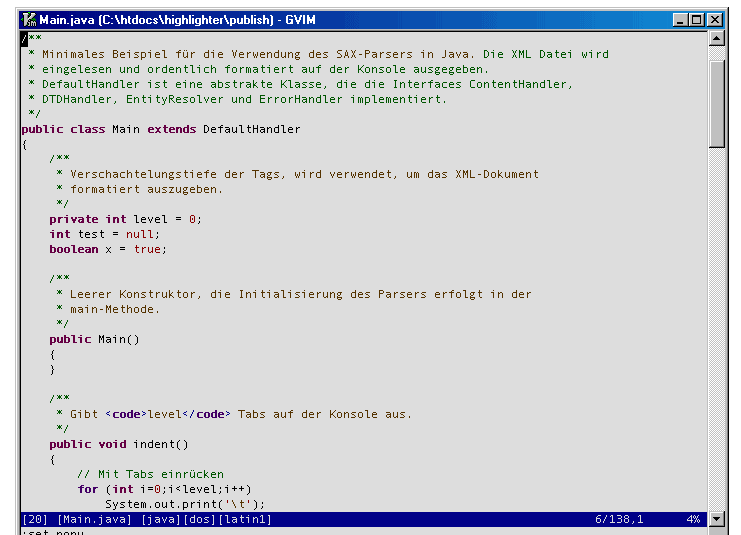 Main.java (C:\htdocs\highlighter\publish) - GVIM
/**
 * Minimales Beispiel für die Verwendung des SAX-Parsers in Java. Die XML Datei wird
 * eingelesen und ordentlich formatiert auf der Konsole ausgegeben.
 * DefaultHandler ist eine abstrakte Klasse, die die Interfaces ContentHandler,
 * DTDHandler, EntityResolver und ErrorHandler implementiert.
 */
public class Main extends DefaultHandler
{
    /**
     * Verschachtelungstiefe der Tags, wird verwendet, um das XML-Dokument
     * formatiert auszugeben.
     */
    private int level = 0;
    int test = null;
    boolean x = true;

    /**
     * Leerer Konstruktor, die Initialisierung des Parsers erfolgt in der
     * main-Methode.
     */
    public Main()
    {
    }

    /**
     * Gibt <code>level</code> Tabs auf der Konsole aus.
     */
    public void indent()
    {
        // Mit Tabs einrücken
        for (int i=0;i<level;i++)
            System.out.print('\t');
[20] [Main.java] [java][dos][latin1] 6/138,1 4%
:set nonu